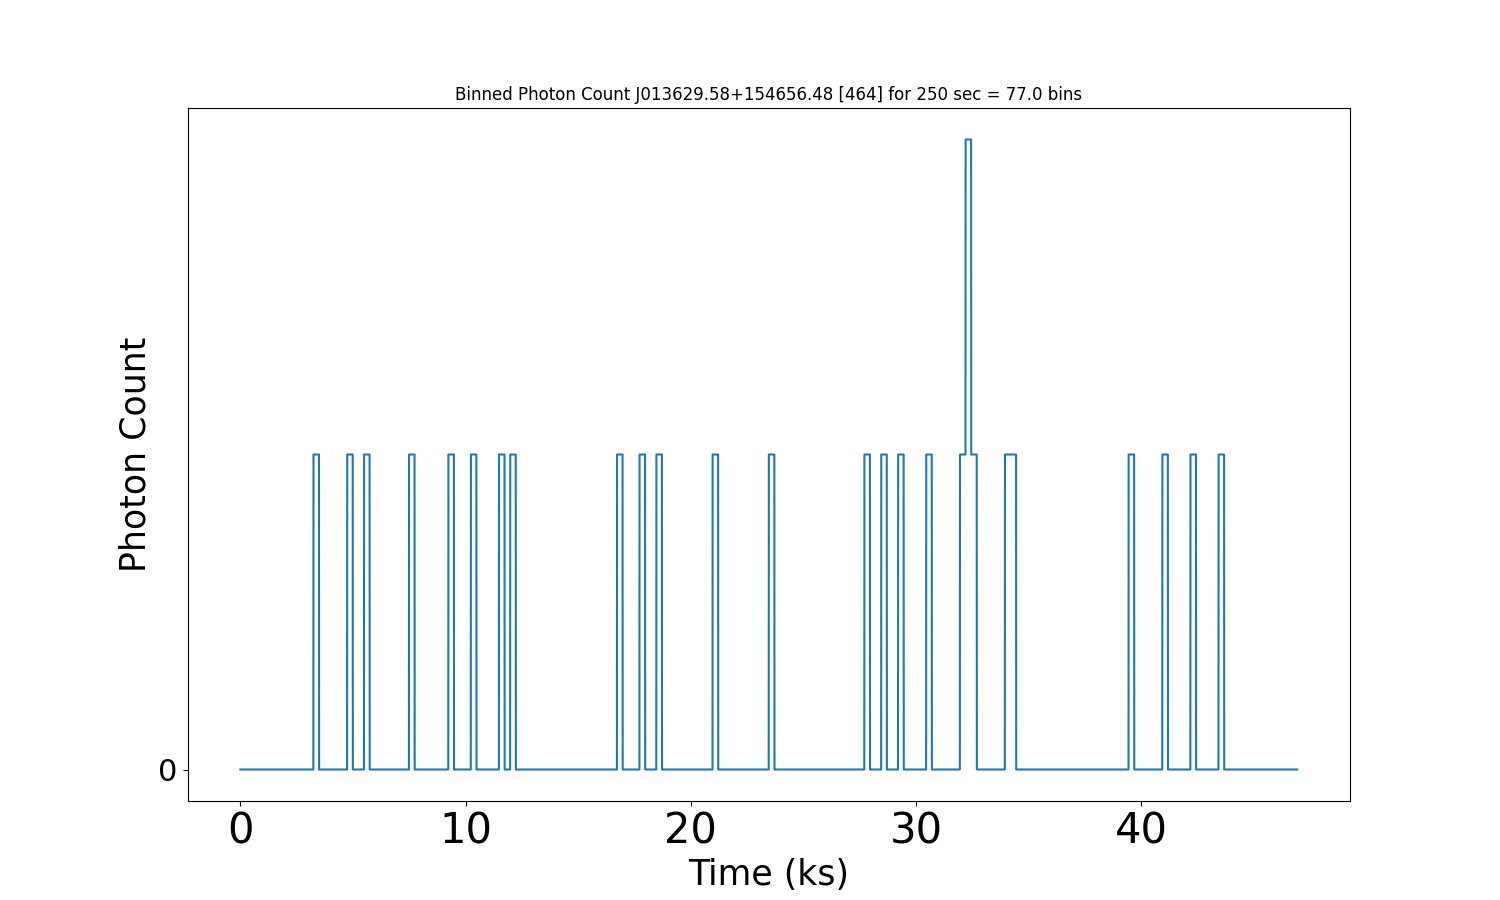 Binned Photon Count J013629.58+154656.48 [464] for 250 sec = 77.0 bins
Photon Count
0
0 10 20 30 40
Time (ks)